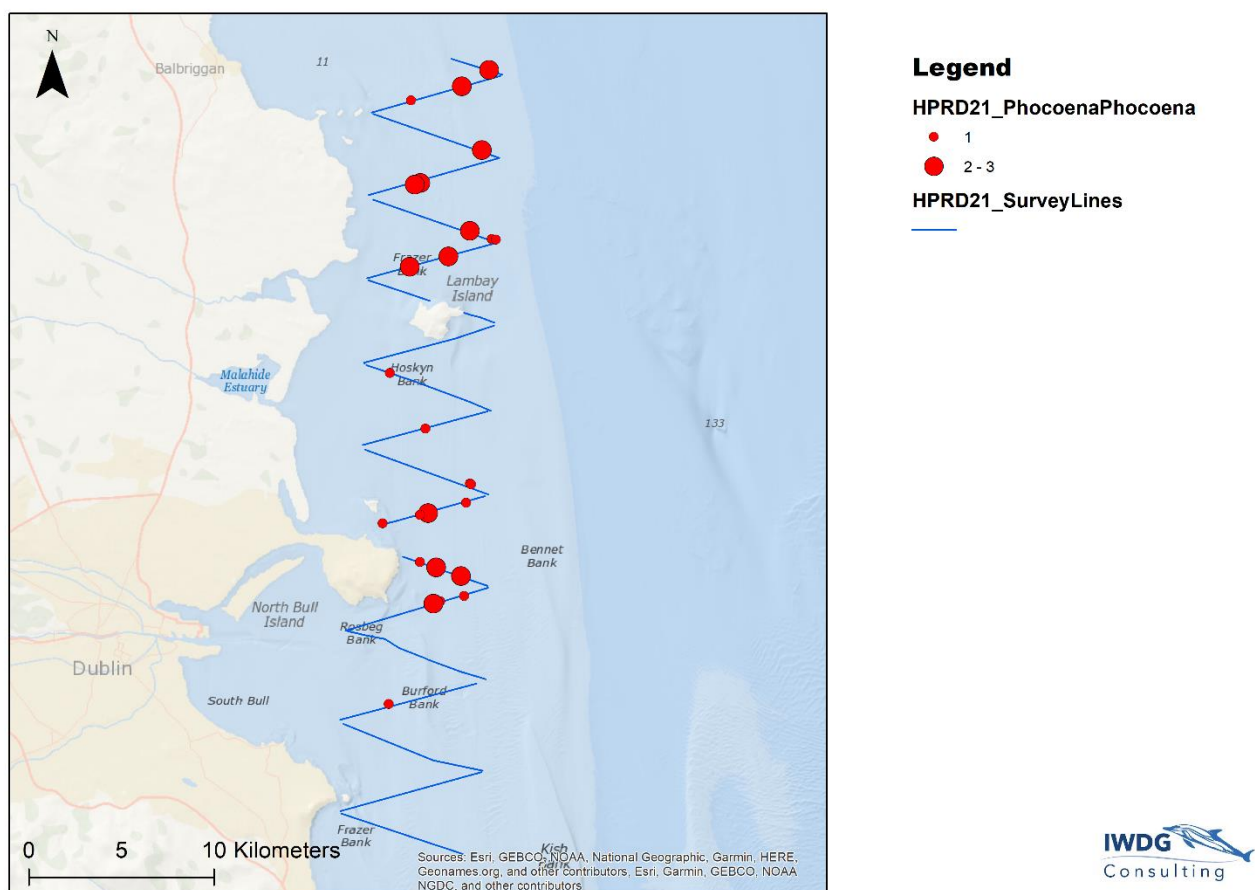 N
Balbriggan
11
Frazer
Bank
Lambay
Island
Malahide
Estuary
Hoskyn
Bank
133
Bennet
Bank
North Bull
Island
Rosbeg
Bank
Dublin
South Bull
Burford
Bank
Frazer
Bank
Kish
Bank
0 5 10 Kilometers
Sources: Esri, GEBCO, NOAA, National Geographic, Garmin, HERE,
Geonames.org, and other contributors, Esri, Garmin, GEBCO, NOAA
NGDC, and other contributors
Legend
HPRD21_PhocoenaPhocoena
1
2 - 3
HPRD21_SurveyLines
IWDG
Consulting